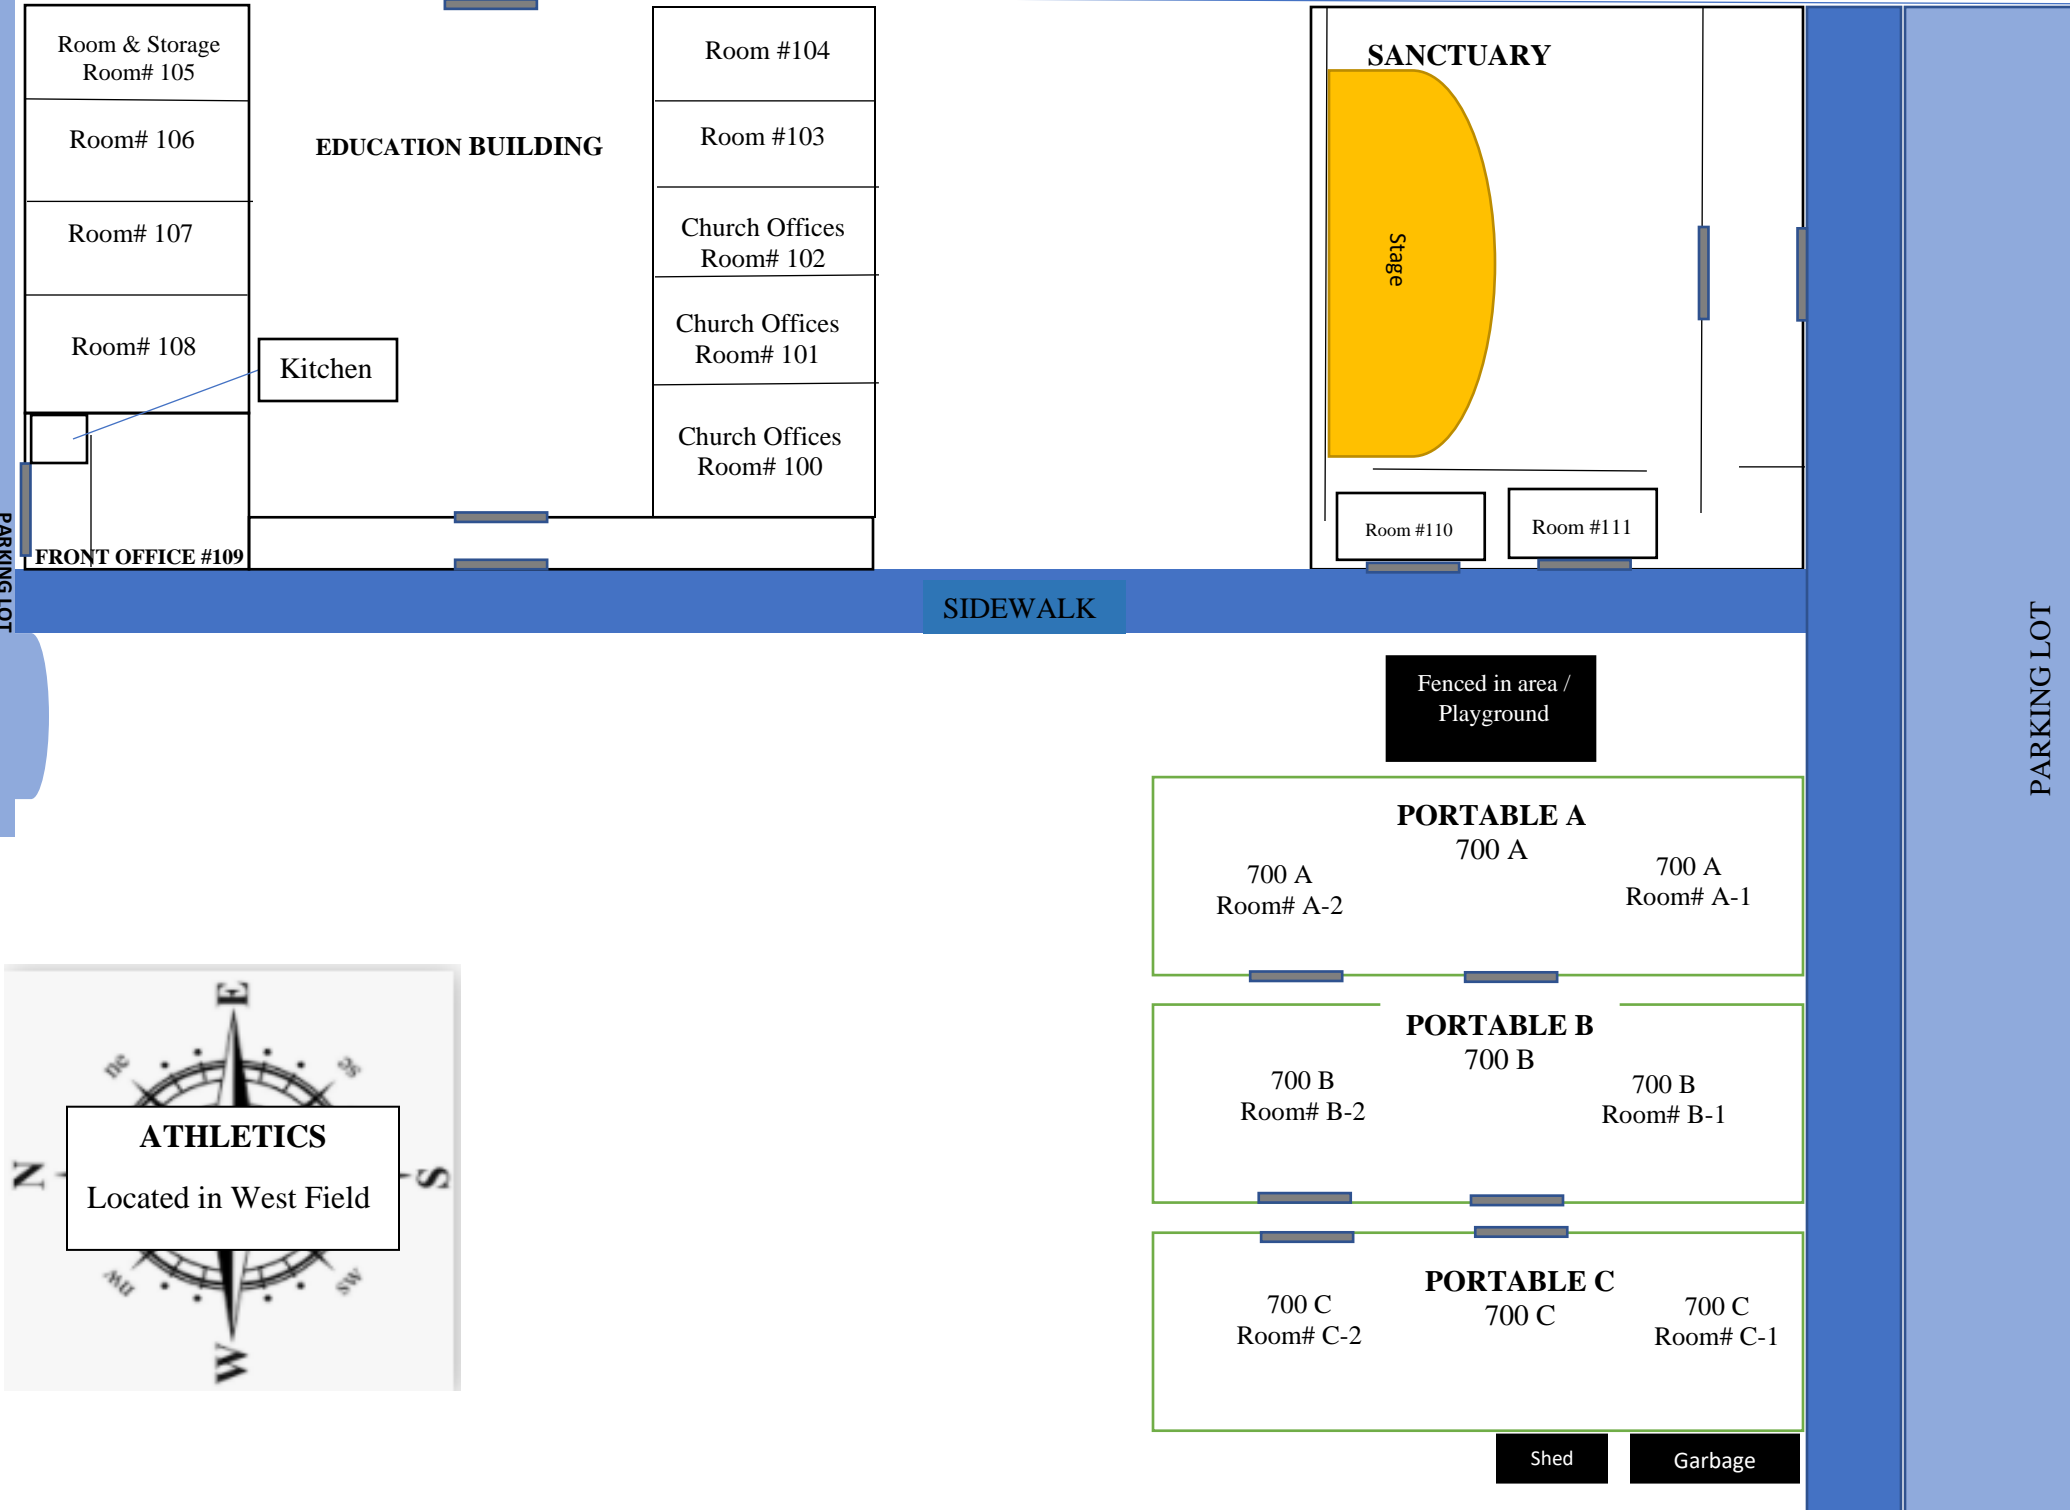 Room & Storage
Room# 105
Room# 106
Room# 107
Room# 108
Kitchen
FRONT OFFICE #109
EDUCATION BUILDING
Room #104
Room #103
Church Offices
Room# 102
Church Offices
Room# 101
Church Offices
Room# 100
SANCTUARY
Stage
Room #110
Room #111
PARKING LOT
SIDEWALK
PARKING LOT
Fenced in area /
Playground
PORTABLE A
700 A
700 A
Room# A-2
700 A
Room# A-1
PORTABLE B
700 B
700 B
Room# B-2
700 B
Room# B-1
PORTABLE C
700 C
700 C
Room# C-2
700 C
Room# C-1
Shed
Garbage
E
ne
se
N
S
ATHLETICS
Located in West Field
nw
sw
W